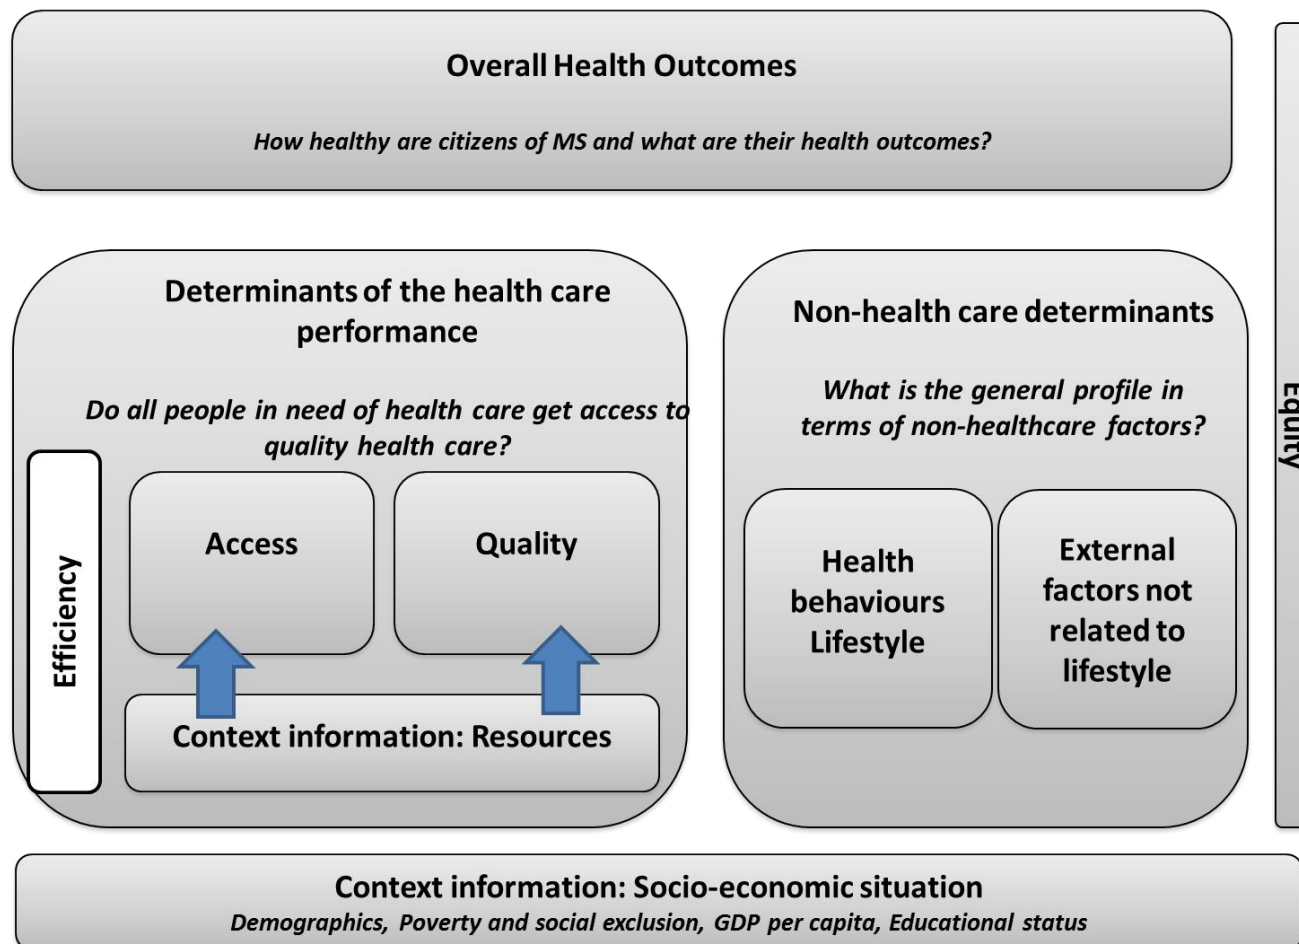 Overall Health Outcomes
How healthy are citizens of MS and what are their health outcomes?
Determinants of the health care
performance
Do all people in need of health care get access to
quality health care?
Efficiency
Access
Quality
Context information: Resources
Non-health care determinants
What is the general profile in
terms of non-healthcare factors?
Health
behaviours
Lifestyle
External
factors not
related to
lifestyle
Equity
Context information: Socio-economic situation
Demographics, Poverty and social exclusion, GDP per capita, Educational status